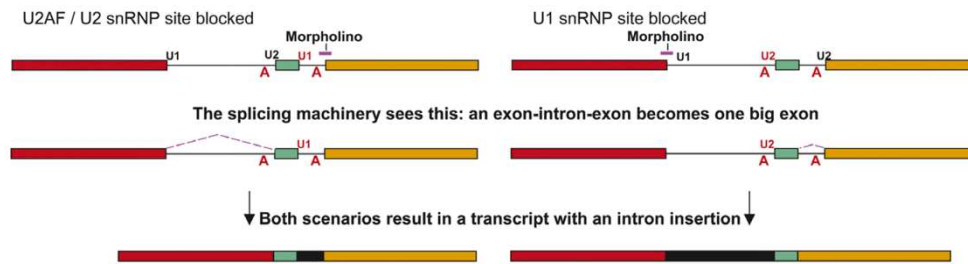 U2AF / U2 snRNP site blocked
U1 snRNP site blocked
Morpholino
Morpholino
U1 U2 U1
U1 U2 U2
A A
A A
The splicing machinery sees this: an exon-intron-exon becomes one big exon
U1
U2
A A
A A
Both scenarios result in a transcript with an intron insertion